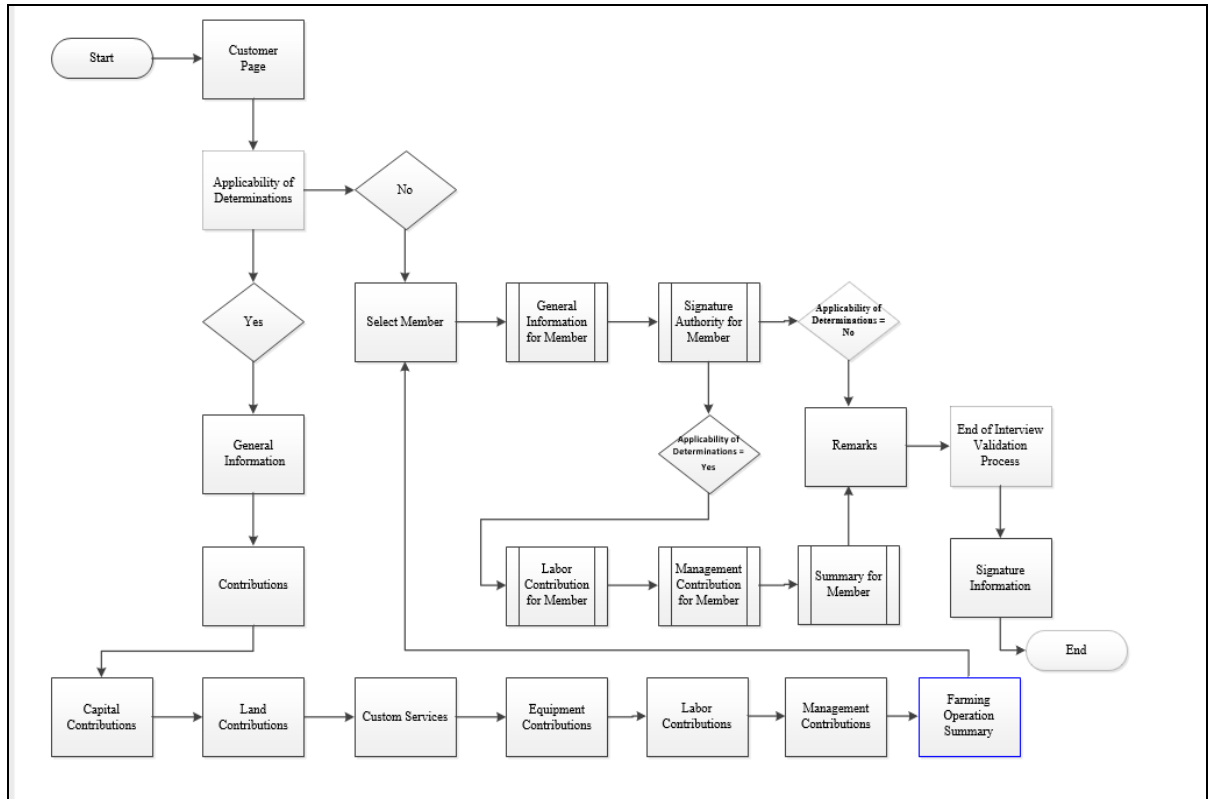 Start
Customer
Page
Applicability of
Determinations
No
Yes
Select Member
General
Information
for Member
Signature
Authority for
Member
Applicability of
Determinations =
No
General
Information
Applicability of
Determinations =
Yes
Remarks
End of Interview
Validation
Process
Contributions
Labor
Contribution
for Member
Management
Contribution
for Member
Summary for
Member
Signature
Information
End
Capital
Contributions
Land
Contributions
Custom Services
Equipment
Contributions
Labor
Contributions
Management
Contributions
Farming
Operation
Summary